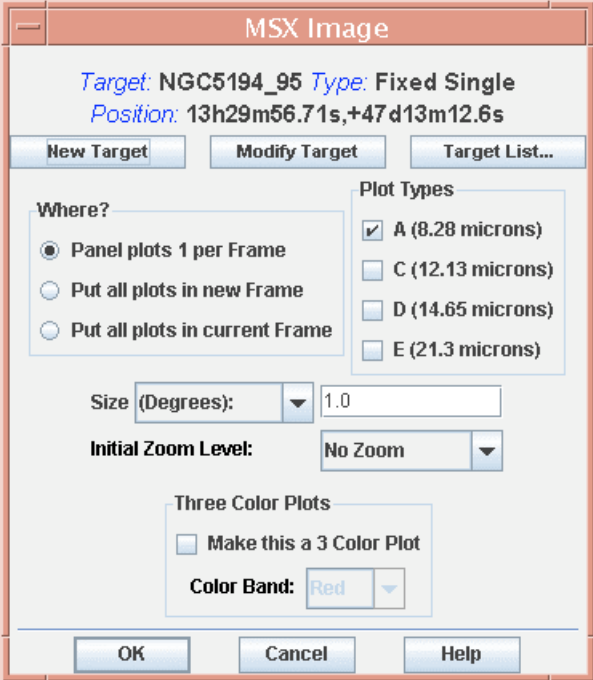 MSX Image
Target: NGC5194_95 Type: Fixed Single
Position: 13h29m56.71s,+47d13m12.6s
New Target Modify Target Target List...
Where?
Panel plots 1 per Frame
Put all plots in new Frame
Put all plots in current Frame
Plot Types
A (8.28 microns)
C (12.13 microns)
D (14.65 microns)
E (21.3 microns)
Size (Degrees): 1.0
Initial Zoom Level: No Zoom
Three Color Plots
Make this a 3 Color Plot
Color Band: Red
OK Cancel Help